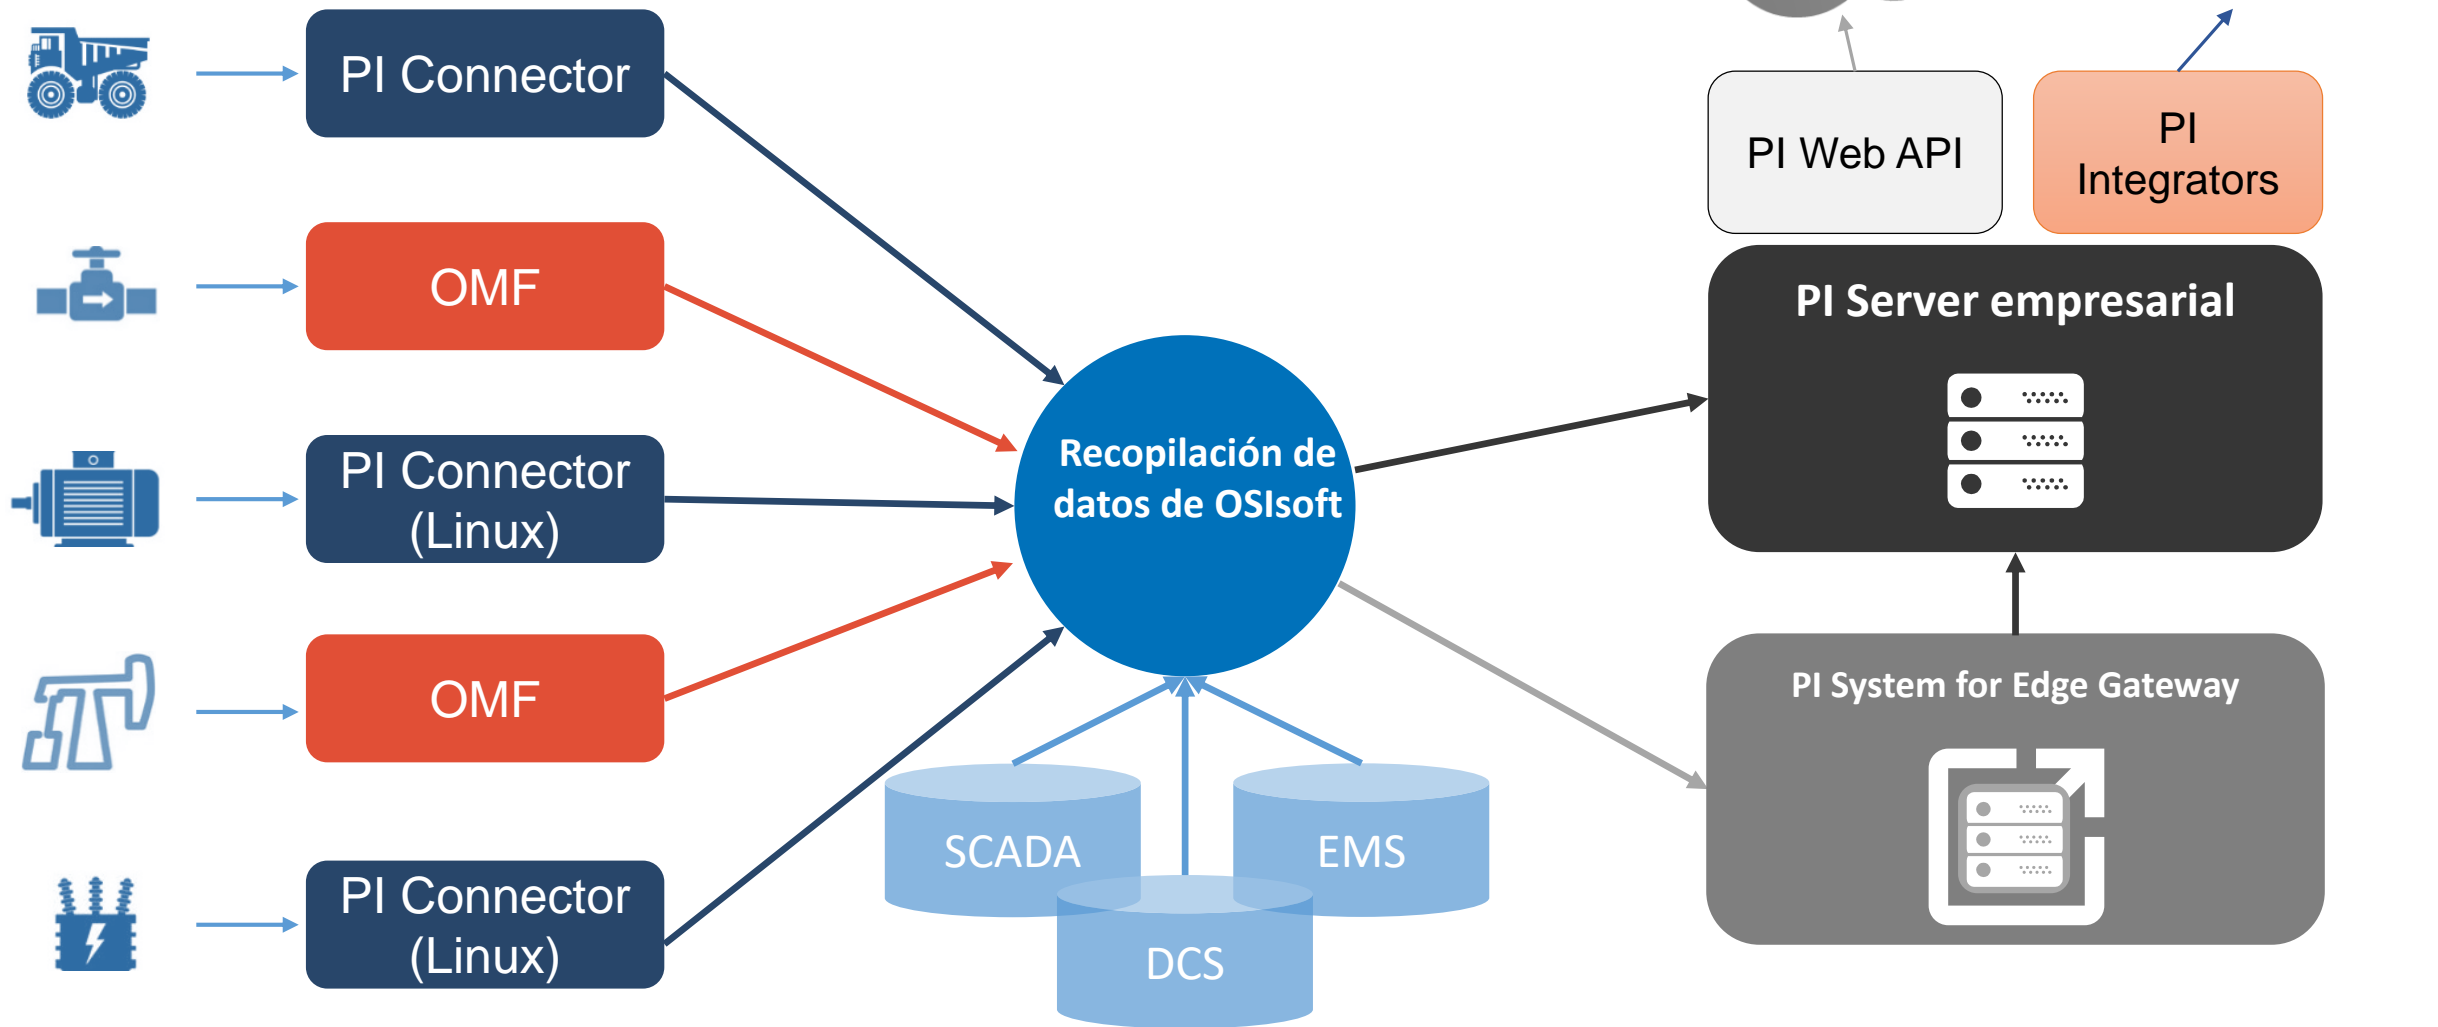 PI Connector
OMF
PI Connector
(Linux)
OMF
PI Connector
(Linux)
Recopilación de
datos de OSIsoft
SCADA
EMS
DCS
PI Web API
PI
Integrators
PI Server empresarial
PI System for Edge Gateway